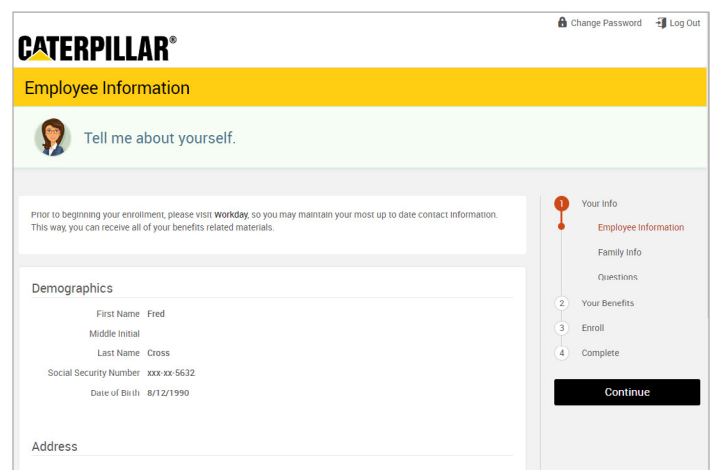 Change Password Log Out
CATERPILLAR®
Employee Information
Tell me about yourself.
Prior to beginning your enrollment, please visit Workday, so you may maintain your most up to date contact information.
This way, you can receive all of your benefits related materials.
Demographics
First Name Fred
Middle Initial
Last Name Cross
Social Security Number xxx-xx-5632
Date of Birth 8/12/1990
Address
1 Your Info
Employee Information
Family Info
Questions
2 Your Benefits
3 Enroll
4 Complete
Continue